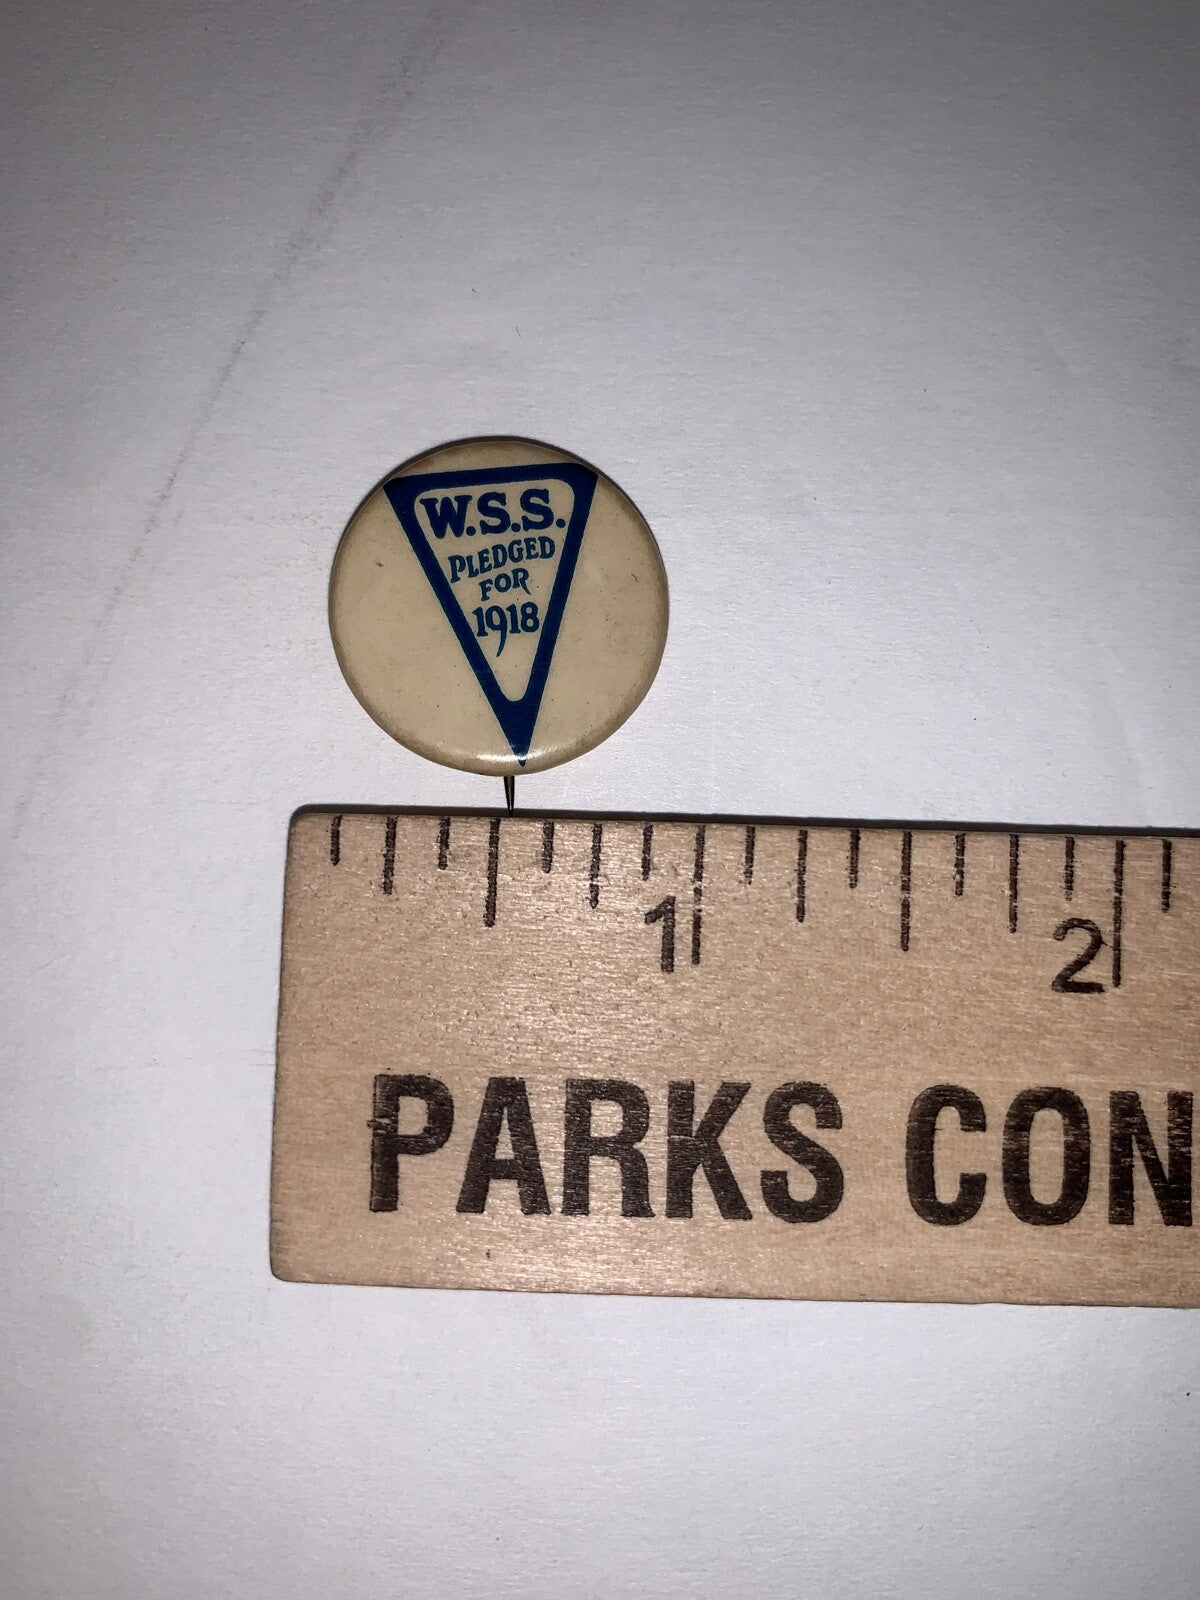 W.S.S.
PLEDGED
FOR
1918
1 2
PARKS CON